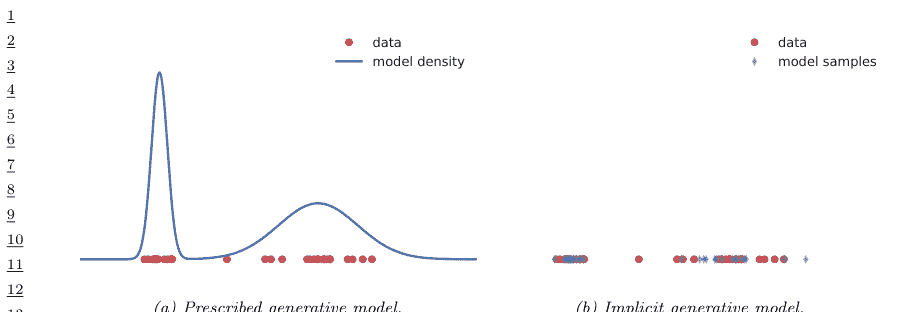 1
2
3
4
5
6
7
8
9
10
11
12
data
model density
data
model samples
(a) Prescribed generative model.
(b) Implicit generative model.